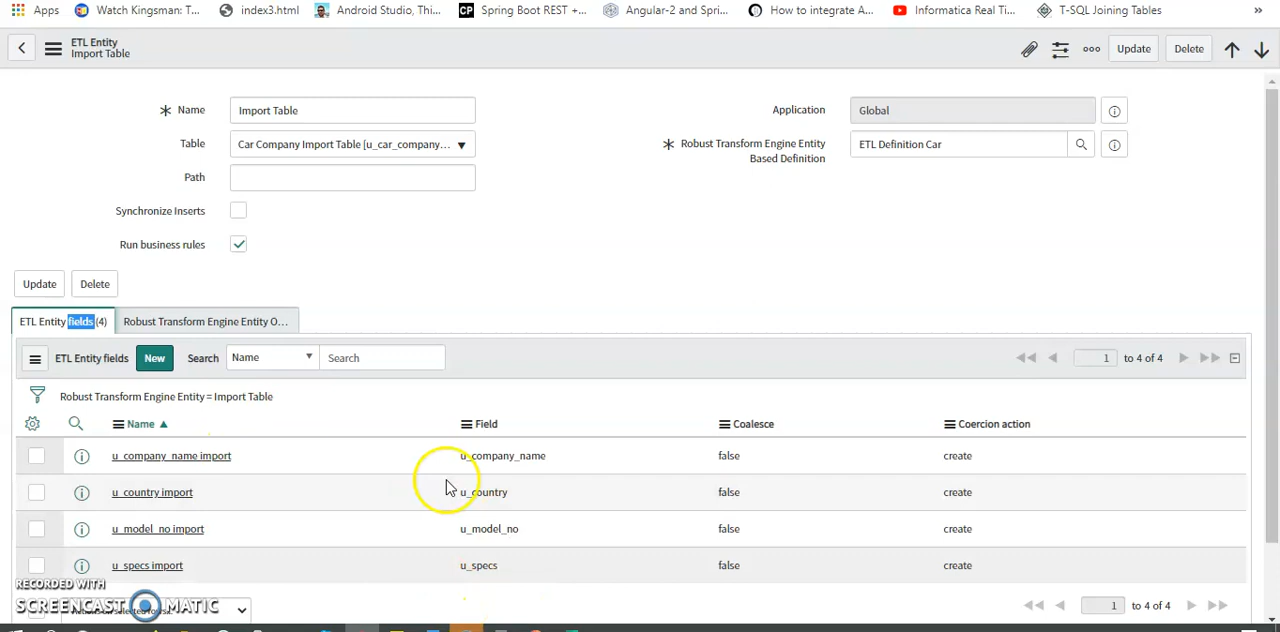 Apps Watch Kingsman: T... index3.html Android Studio, Thi... CP Spring Boot REST +... Angular-2 and Spri... How to integrate A... Informatica Real Ti... T-SQL Joining Tables »
ETL Entity
Import Table
Update Delete
Name Import Table Application Global
Table Car Company Import Table [u_car_company... Robust Transform Engine Entity Based Definition ETL Definition Car
Path
Synchronize Inserts
Run business rules
Update Delete
ETL Entity fields (4) Robust Transform Engine Entity O...
ETL Entity fields New Search Name Search 1 to 4 of 4
Robust Transform Engine Entity = Import Table
Name Field Coalesce Coercion action
u_company_name import u_company_name false create
u_country import u_country false create
u_model_no import u_model_no false create
u_specs import u_specs false create
RECORDED WITH
SCREENCAST MATIC
1 to 4 of 4